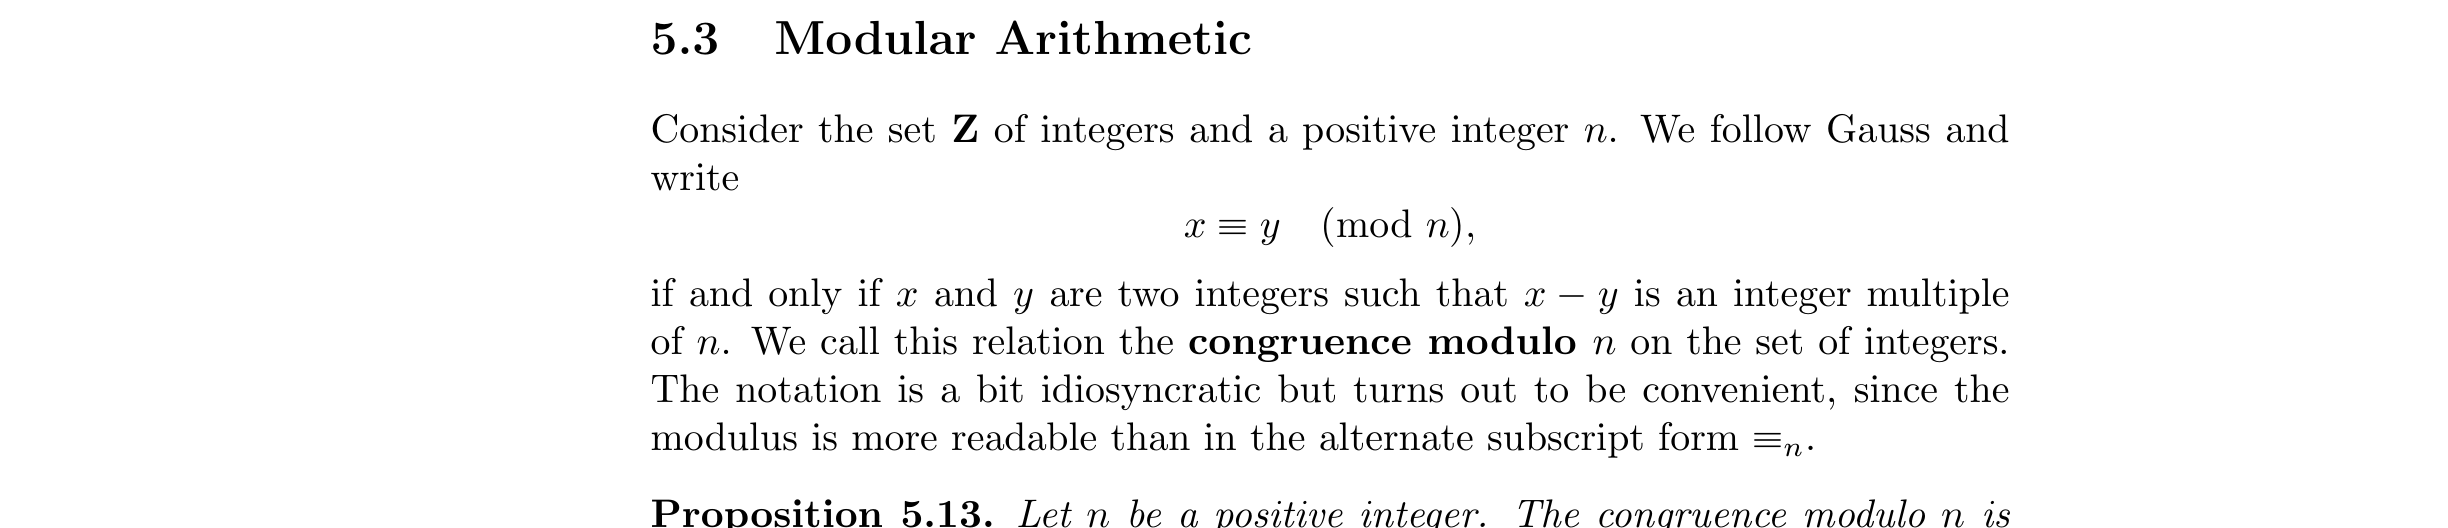 5.3 Modular Arithmetic
Consider the set Z of integers and a positive integer n. We follow Gauss and
write
x ≡ y (mod n),
if and only if x and y are two integers such that x − y is an integer multiple
of n. We call this relation the congruence modulo n on the set of integers.
The notation is a bit idiosyncratic but turns out to be convenient, since the
modulus is more readable than in the alternate subscript form ≡ₙ.
Proposition 5.13. Let n be a positive integer. The congruence modulo n is